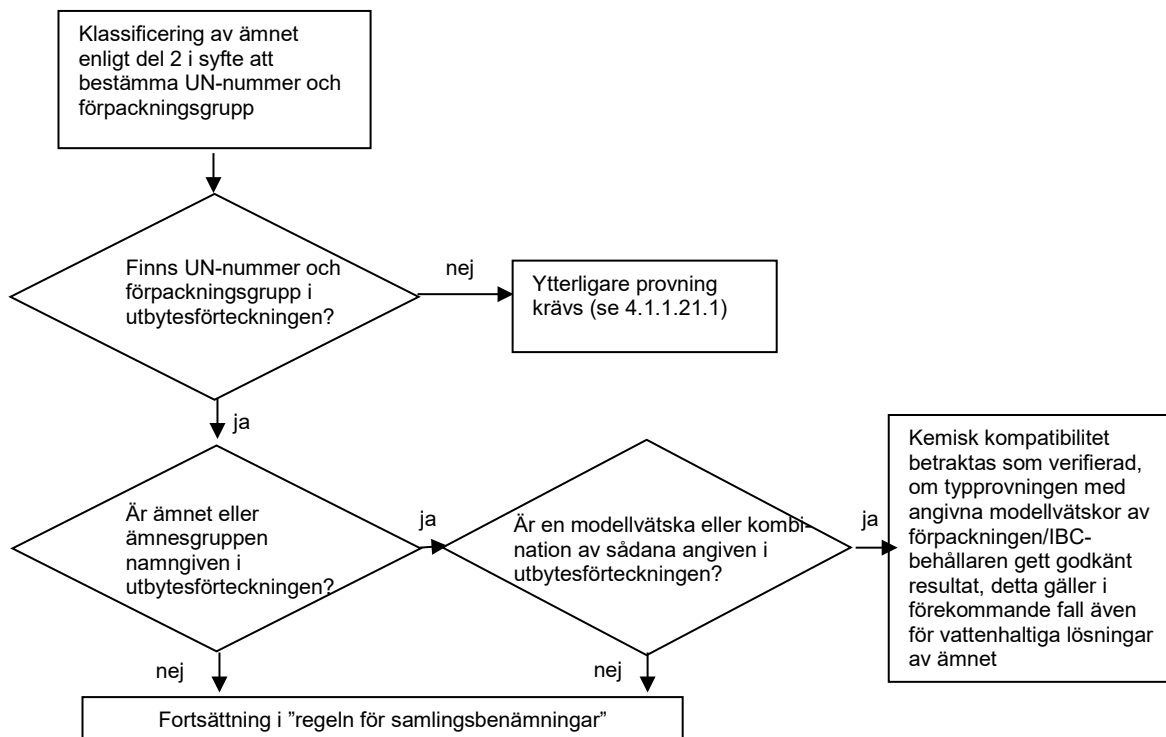 Klassificering av ämnet
enligt del 2 i syfte att
bestämma UN-nummer och
förpackningsgrupp
Finns UN-nummer och
förpackningsgrupp i
utbytesförteckningen?
nej
Ytterligare provning
krävs (se 4.1.1.21.1)
ja
Är ämnet eller
ämnesgruppen
namngiven i
utbytesförteckningen?
ja
Är en modellvätska eller kombi-
nation av sådana angiven i
utbytesförteckningen?
ja
Kemisk kompatibilitet
betraktas som verifierad,
om typprovningen med
angivna modellvätskor av
förpackningen/IBC-
behållaren gett godkänt
resultat, detta gäller i
förekommande fall även
för vattenhaltiga lösningar
av ämnet
nej
nej
Fortsättning i ”regeln för samlingsbenämningar”